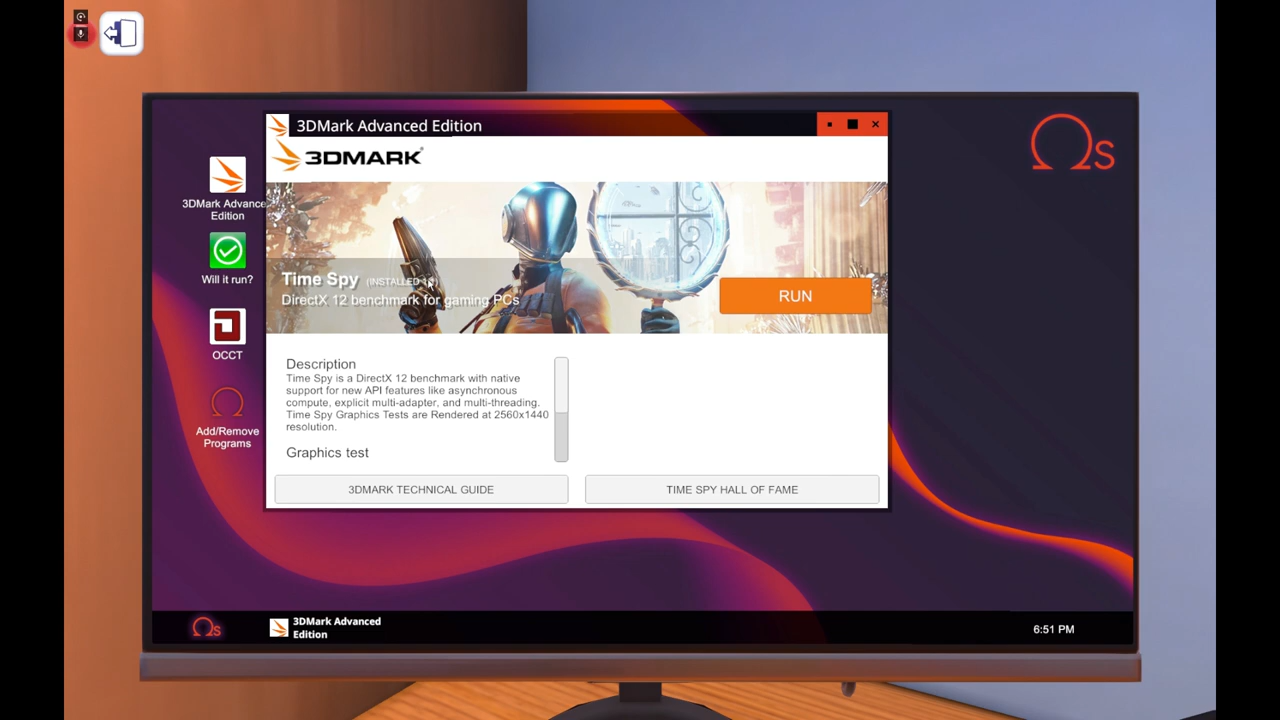 3DMark Advanced Edition
3DMARK
Time Spy
DirectX 12 benchmark for gaming PCs
RUN
Description
Time Spy is a DirectX 12 benchmark with native
support for new API features like asynchronous
compute, explicit multi-adapter, and multi-threading.
Time Spy Graphics Tests are Rendered at 2560x1440
resolution.
Graphics test
3DMARK TECHNICAL GUIDE
TIME SPY HALL OF FAME
3DMark Advance
Edition
Will it run?
OCCT
Add/Remove
Programs
Ωs
Ωs
3DMark Advanced
Edition
6:51 PM